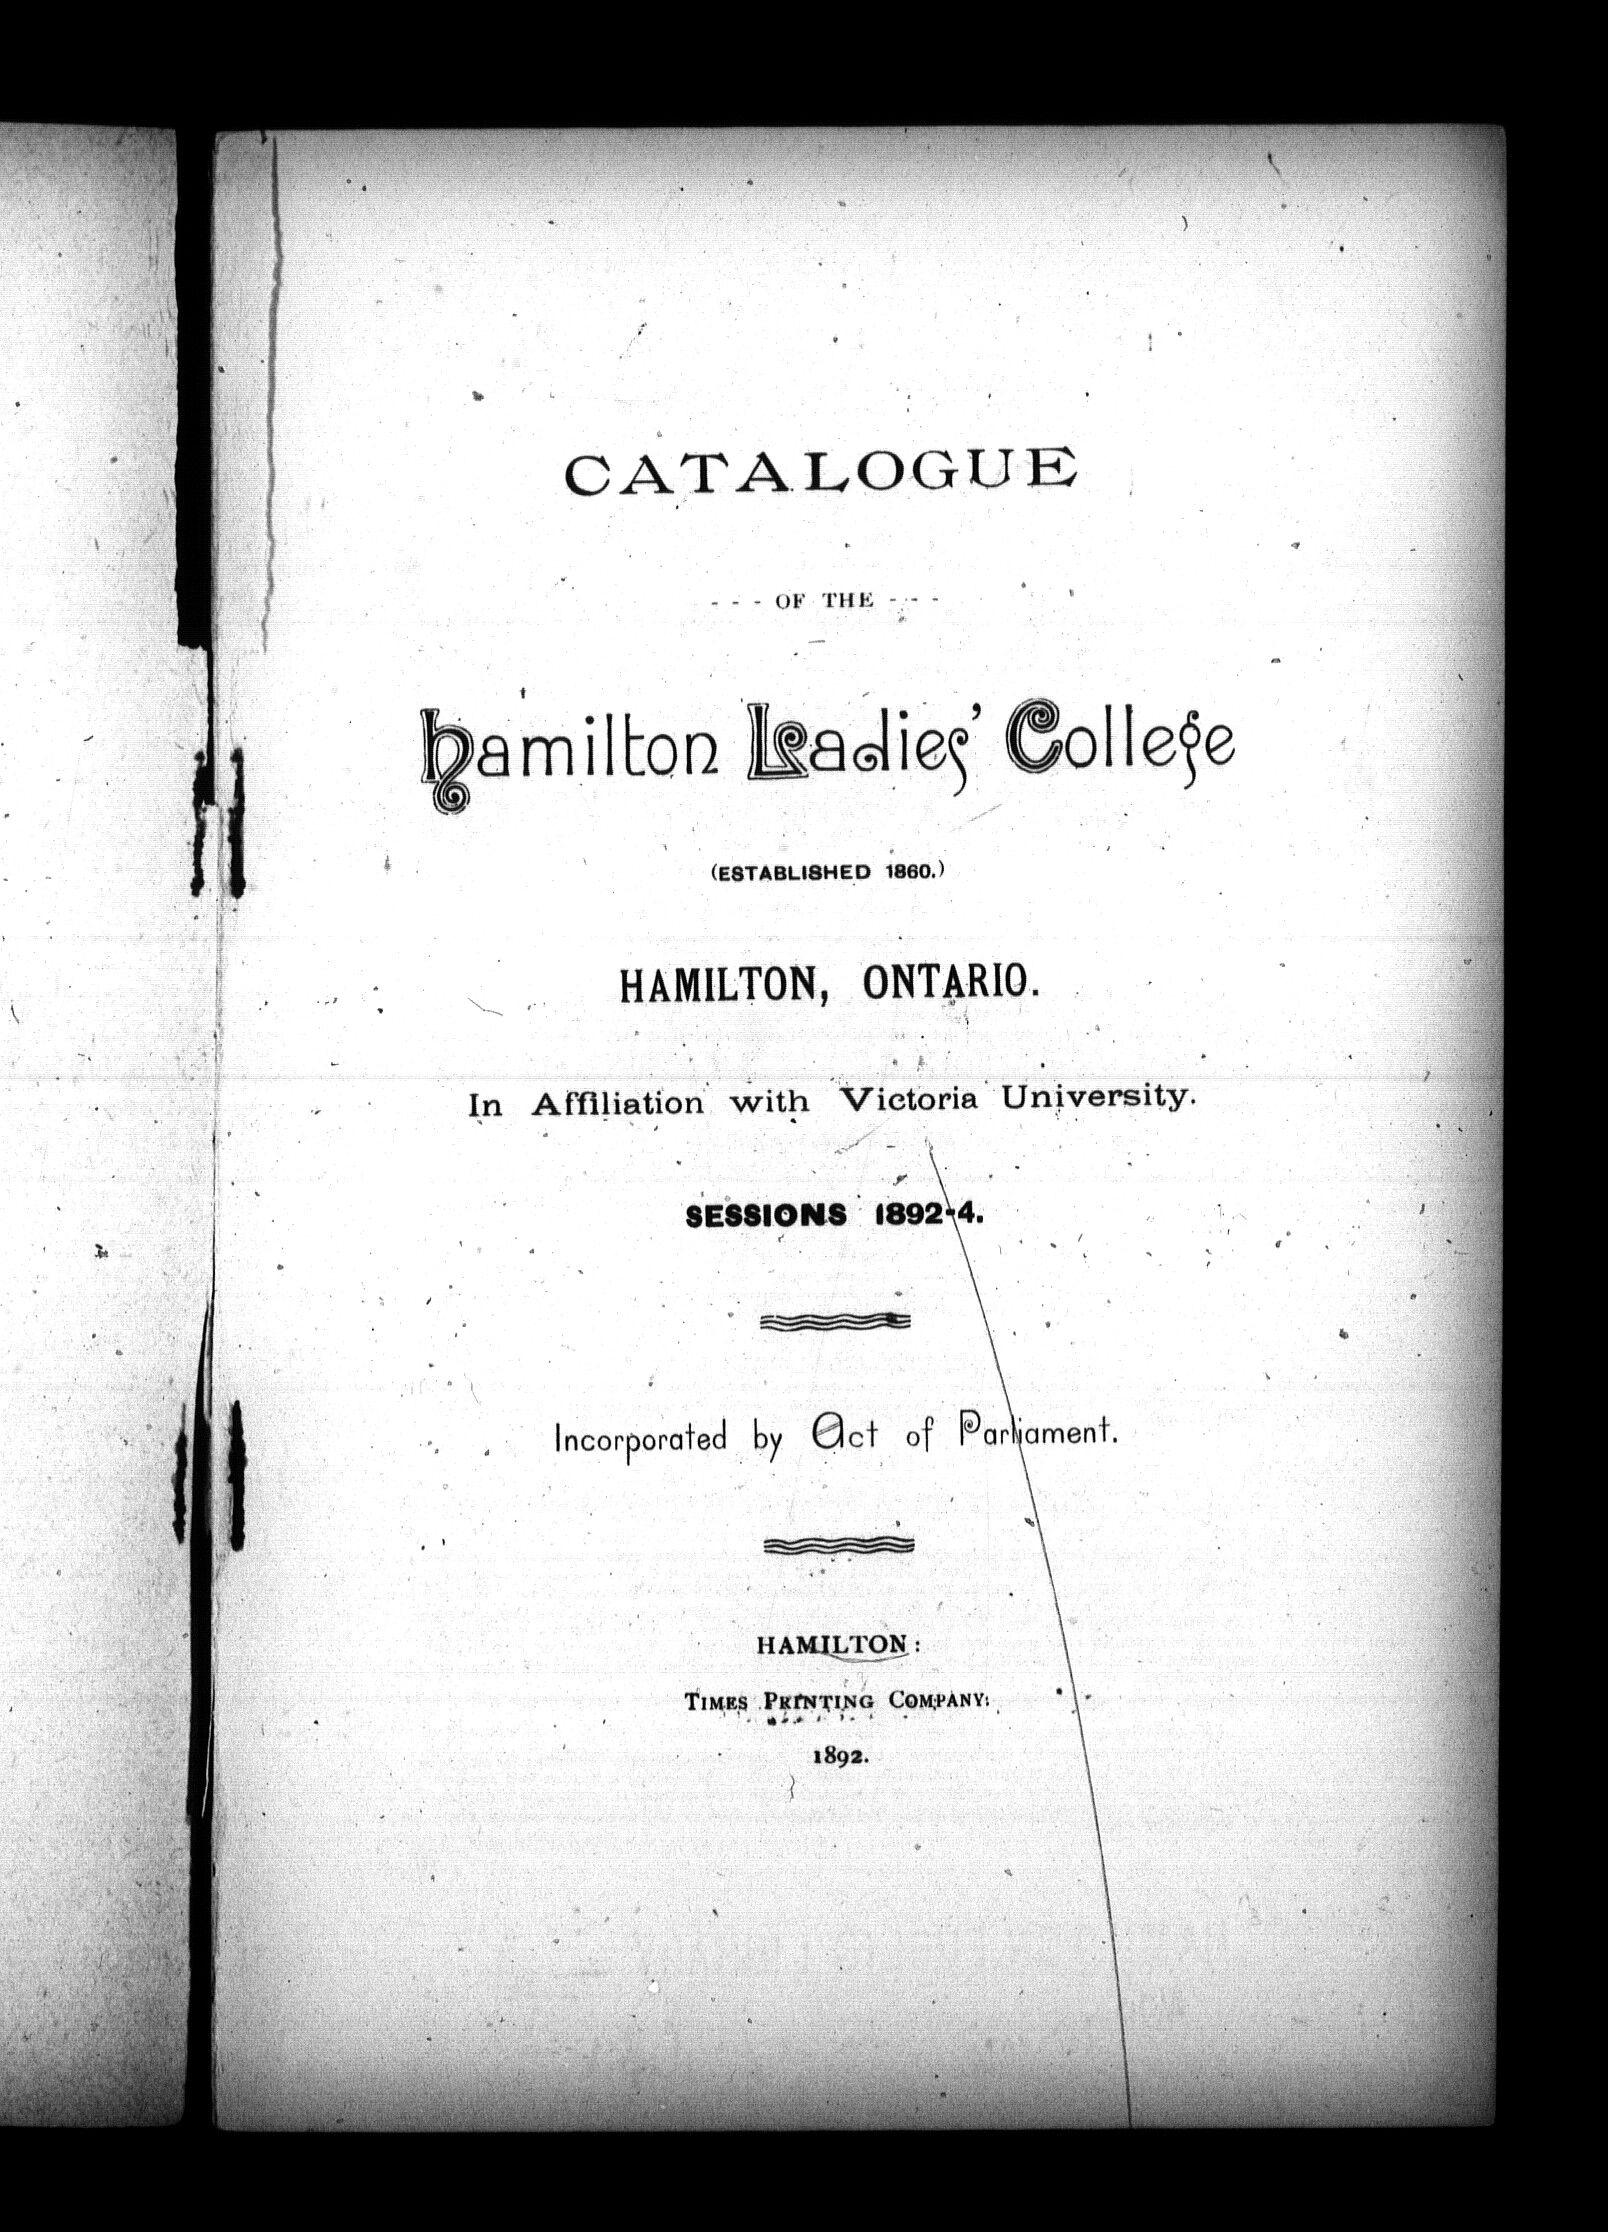 CATALOGUE
- - - OF THE - - -
Hamilton Ladies' College
(ESTABLISHED 1860.)
HAMILTON, ONTARIO.
In Affiliation with Victoria University.
SESSIONS 1892-4.
Incorporated by Act of Parliament.
HAMILTON:
TIMES PRINTING COMPANY.
1892.